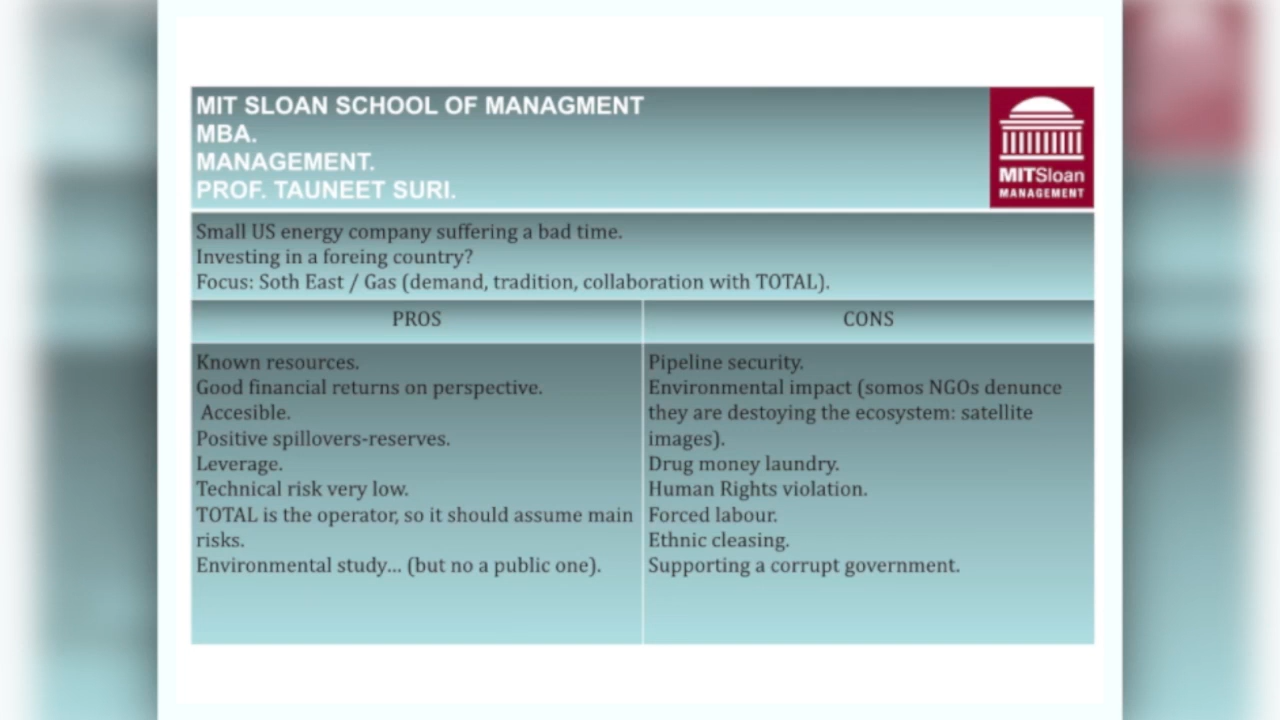 MIT SLOAN SCHOOL OF MANAGMENT
MBA.
MANAGEMENT.
PROF. TAUNEET SURI.
MITSloan
MANAGEMENT
Small US energy company suffering a bad time.
Investing in a foreing country?
Focus: Soth East / Gas (demand, tradition, collaboration with TOTAL).
PROS
Known resources.
Good financial returns on perspective.
Accesible.
Positive spillovers-reserves.
Leverage.
Technical risk very low.
TOTAL is the operator, so it should assume main
risks.
Environmental study... (but no a public one).
CONS
Pipeline security.
Environmental impact (somos NGOs denunce
they are destoying the ecosystem: satellite
images).
Drug money laundry.
Human Rights violation.
Forced labour.
Ethnic cleasing.
Supporting a corrupt government.